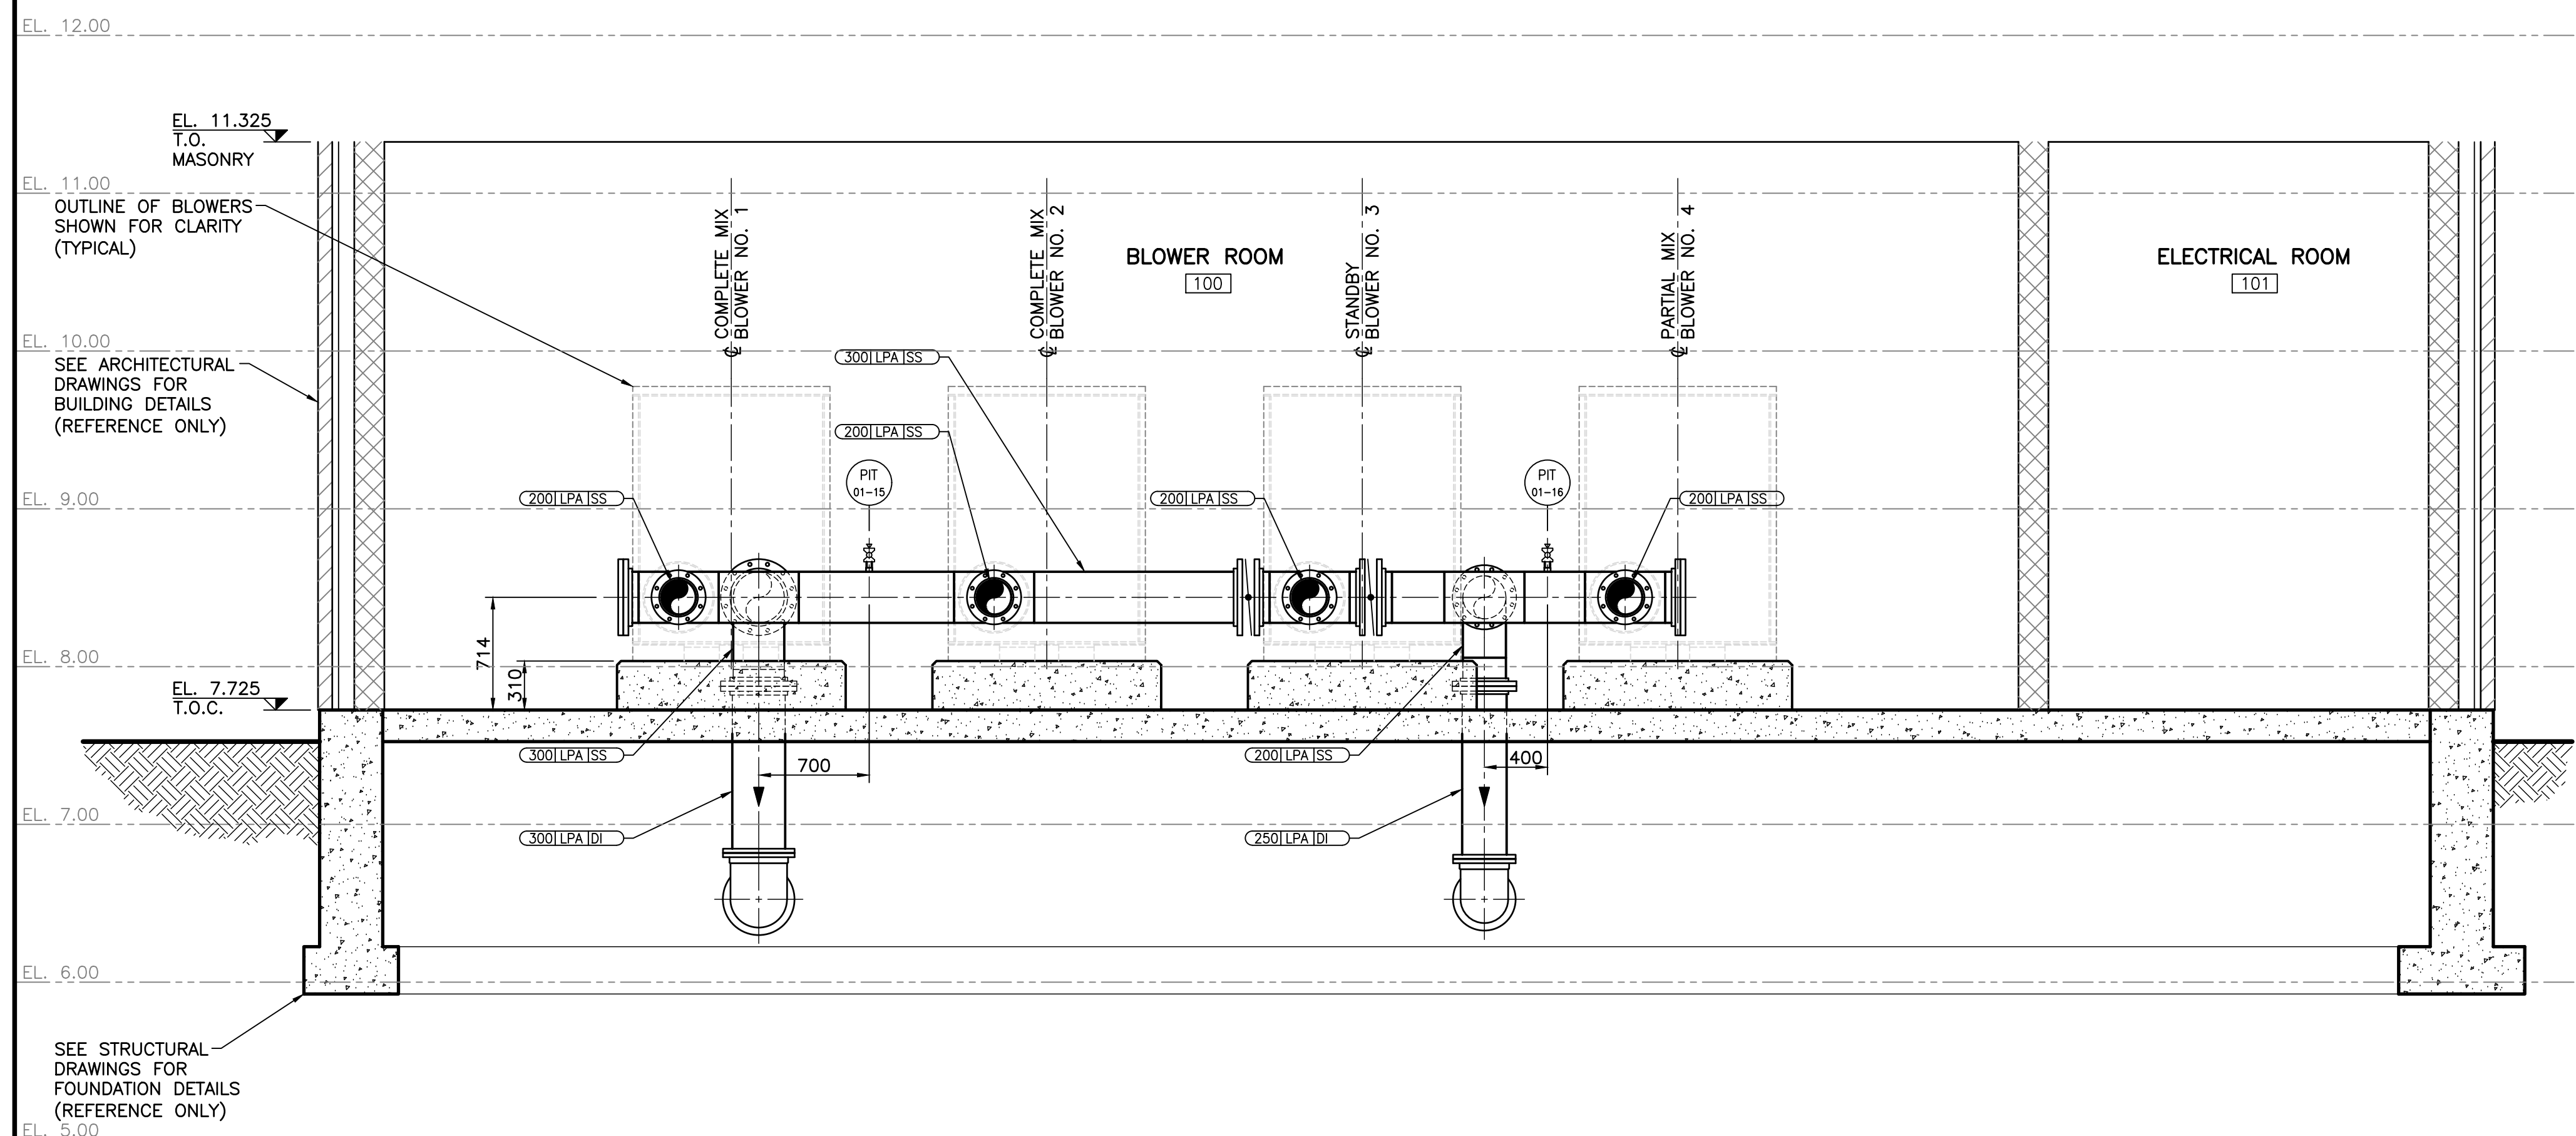 EL. 12.00
EL. 11.325
T.O.
MASONRY
EL. 11.00
OUTLINE OF BLOWERS
SHOWN FOR CLARITY
(TYPICAL)
COMPLETE MIX
BLOWER NO. 1
COMPLETE MIX
BLOWER NO. 2
BLOWER ROOM
100
STANDBY
BLOWER NO. 3
PARTIAL MIX
BLOWER NO. 4
ELECTRICAL ROOM
101
EL. 10.00
SEE ARCHITECTURAL
DRAWINGS FOR
BUILDING DETAILS
(REFERENCE ONLY)
300 LPA SS
200 LPA SS
PIT
01-15
PIT
01-16
EL. 9.00
200 LPA SS
200 LPA SS
200 LPA SS
714
310
EL. 8.00
EL. 7.725
T.O.C.
300 LPA SS
700
200 LPA SS
400
EL. 7.00
300 LPA DI
250 LPA DI
EL. 6.00
SEE STRUCTURAL
DRAWINGS FOR
FOUNDATION DETAILS
(REFERENCE ONLY)
EL. 5.00